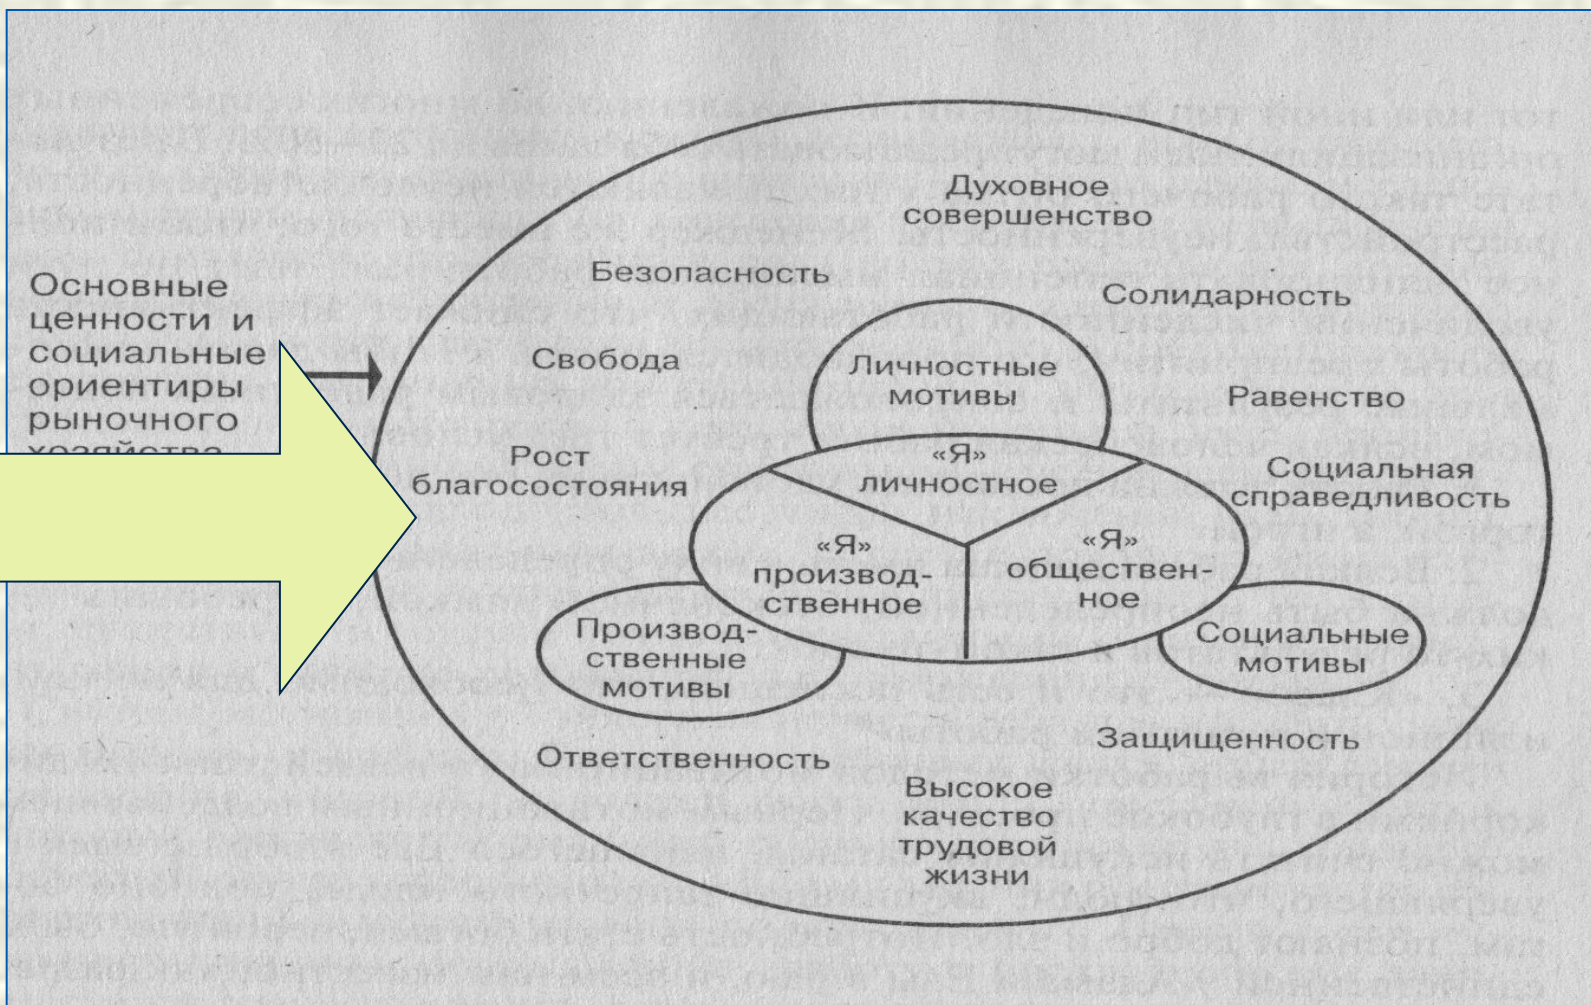 Основные
ценности и
социальные
ориентиры
рыночного
хозяйства
Духовное
совершенство
Безопасность
Солидарность
Свобода
Личностные
мотивы
Равенство
Рост
благосостояния
«Я»
личностное
Социальная
справедливость
«Я»
производ-
ственное
«Я»
обществен-
ное
Производ-
ственные
мотивы
Социальные
мотивы
Ответственность
Защищенность
Высокое
качество
трудовой
жизни